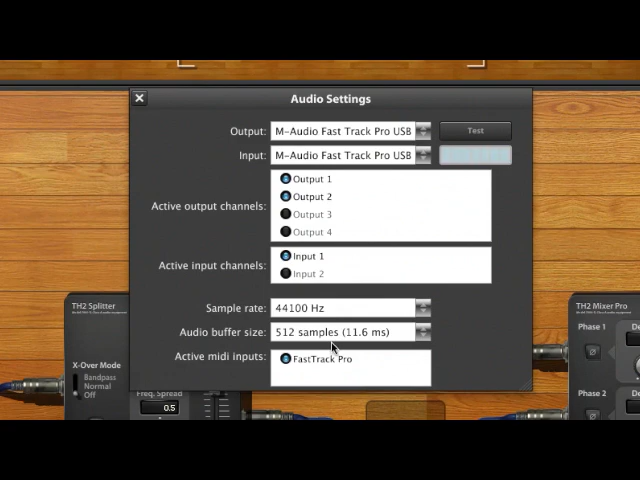 Audio Settings
Output: M-Audio Fast Track Pro USB Test
Input: M-Audio Fast Track Pro USB
Active output channels:
Output 1
Output 2
Output 3
Output 4
Active input channels:
Input 1
Input 2
Sample rate: 44100 Hz
Audio buffer size: 512 samples (11.6 ms)
Active midi inputs: FastTrack Pro
TH2 Splitter
X-Over Mode
Bandpass
Normal
Off
Freq. Spread
0.5
TH2 Mixer Pro
Phase 1
Phase 2